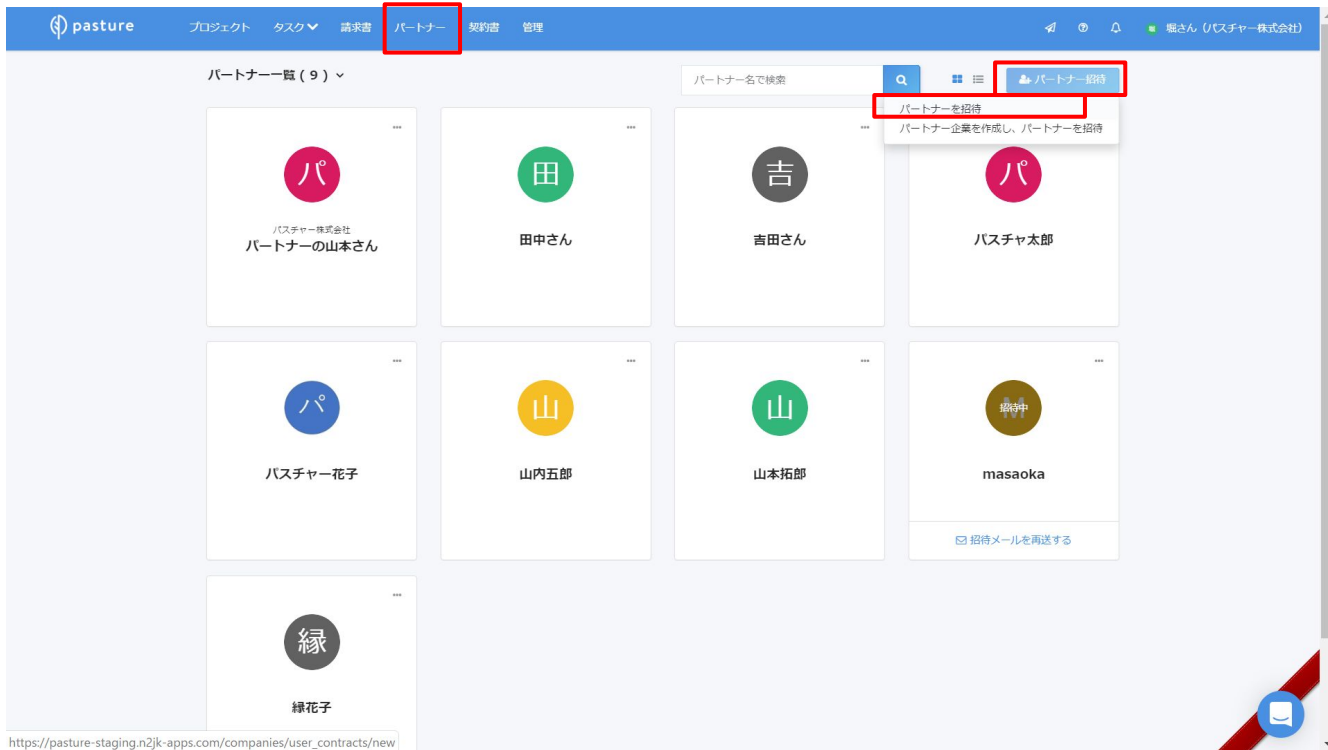 pasture プロジェクト タスク 請求書 パートナー 契約書 管理 堀さん（パスチャー株式会社）
パートナー一覧 ( 9 ) パートナー名で検索 パートナー招待
パートナーを招待
パートナー企業を作成し、パートナーを招待
パ 田 吉 パ
パスチャー株式会社
パートナーの山本さん 田中さん 吉田さん パスチャ太郎
パ 山 山 M 招待中
パスチャー花子 山内五郎 山本拓郎 masaoka
招待メールを再送する
縁
縁花子
https://pasture-staging.n2jk-apps.com/companies/user_contracts/new